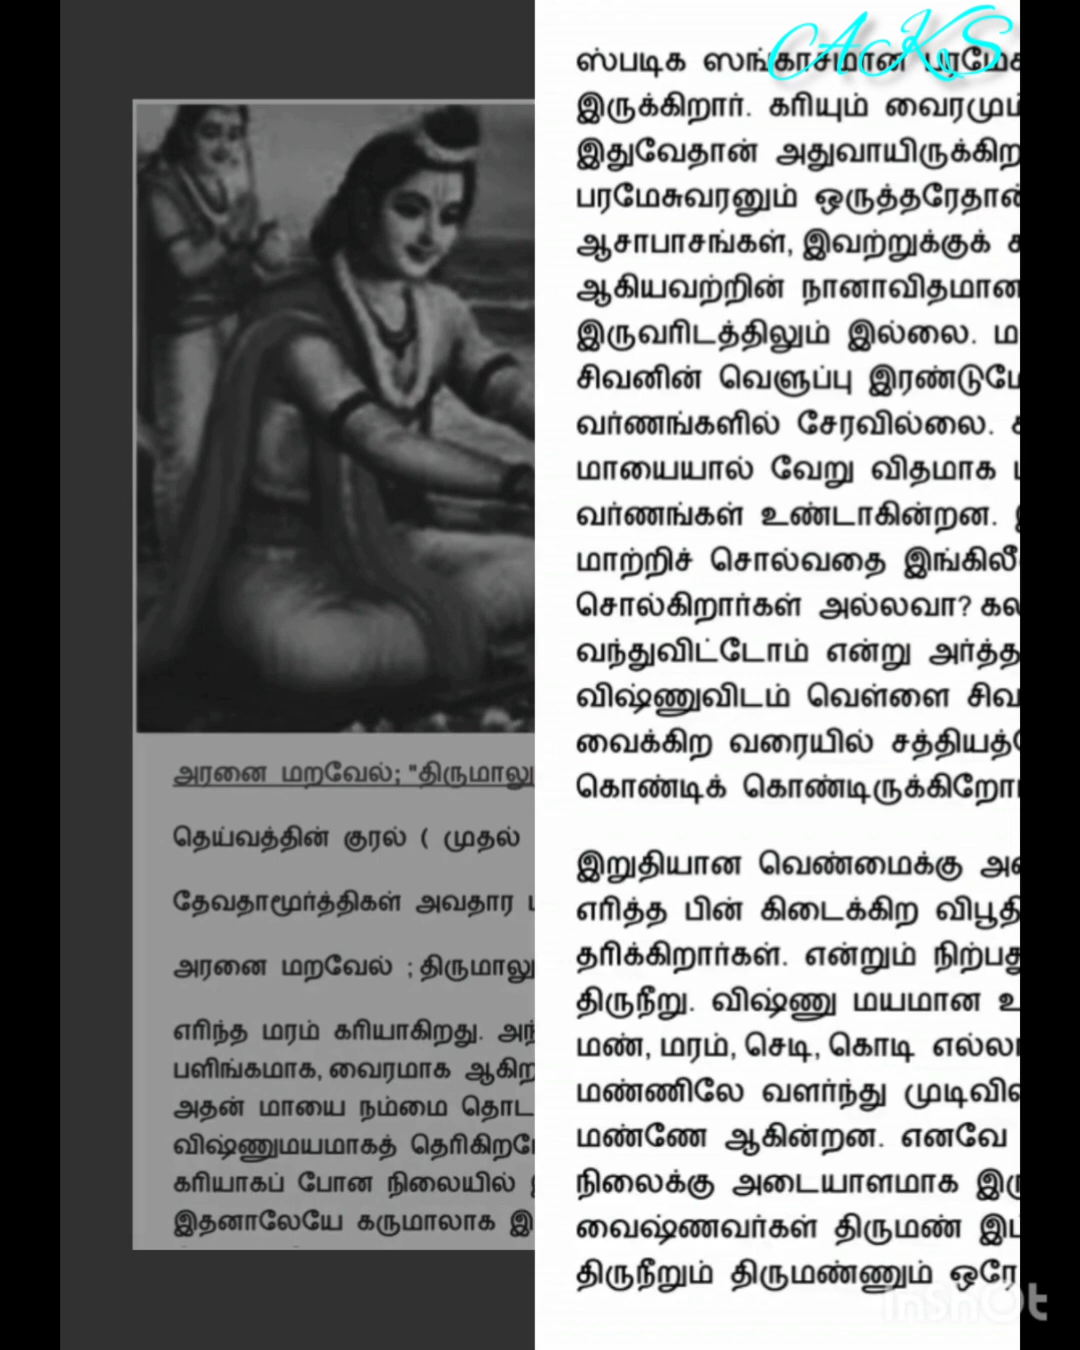 CAcKS
அரனை மறவேல்; "திருமாலு
தெய்வத்தின் குரல் ( முதல்
தேவதாமூர்த்திகள் அவதார
அரனை மறவேல் ; திருமாலு
எரிந்த மரம் கரியாகிறது.
பளிங்கமாக, வைரமாக ஆகிற
அதன் மாயை நம்மை தொட
விஷ்ணுமயமாகத்
கரியாகப் போன நிலையில்
இதனாலேயே கருமாலாக இ
ஸ்படிக ஸங்காசமான பரமேசு
இருக்கிறார். கரியும் வைரமும்
இதுவேதான் அதுவாயிருக்கிற
பரமேசுவரனும் ஒருத்தரேதான்
ஆசாபாசங்கள், இவற்றுக்குக்
ஆகியவற்றின் நானாவிதமான
இருவரிடத்திலும் இல்லை. ம
சிவனின் வெளுப்பு இரண்டுமே
வர்ணங்களில் சேரவில்லை.
மாயையால் வேறு விதமாக
வர்ணங்கள் உண்டாகின்றன.
மாற்றிச் சொல்வதை இங்கிலீ
சொல்கிறார்கள் அல்லவா?
வந்துவிட்டோம் என்று அர்த்த
விஷ்ணுவிடம் வெள்ளை சிவ
வைக்கிற வரையில்
கொண்டிக் கொண்டிருக்கிறோ
இறுதியான வெண்மைக்கு
எரித்த பின் கிடைக்கிற விபூதி
தரிக்கிறார்கள். என்றும் நிற்பது
திருநீறு. விஷ்ணு மயமான உ
மண், மரம், செடி, கொடி
மண்ணிலே வளர்ந்து
மண்ணே ஆகின்றன. எனவே
நிலைக்கு அடையாளமாக இரு
வைஷ்ணவர்கள் திருமண்
திருநீறும் திருமண்ணும் ஒரே
InShOt